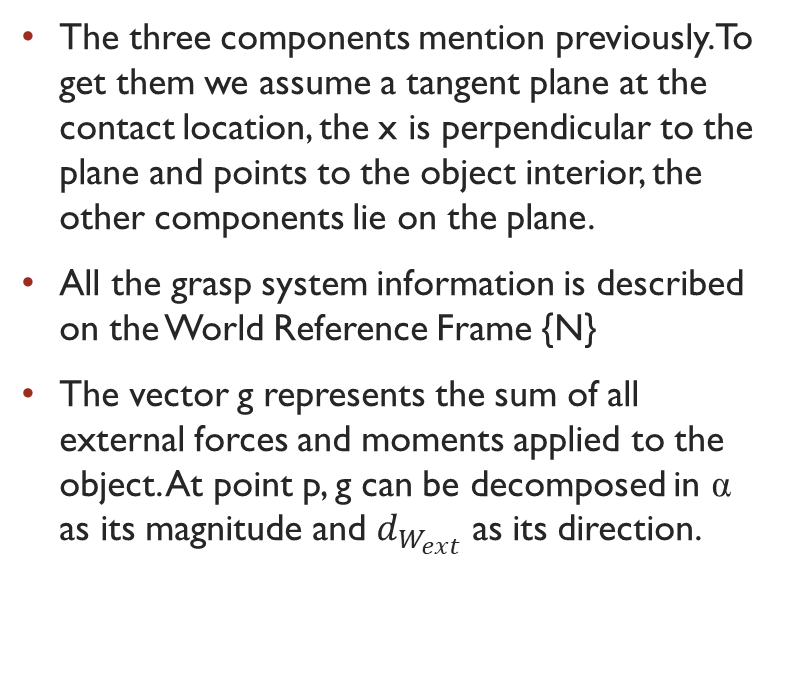 • The three components mention previously. To
get them we assume a tangent plane at the
contact location, the x is perpendicular to the
plane and points to the object interior, the
other components lie on the plane.
• All the grasp system information is described
on the World Reference Frame {N}
• The vector g represents the sum of all
external forces and moments applied to the
object. At point p, g can be decomposed in α
as its magnitude and $d_{W_{ext}}$ as its direction.